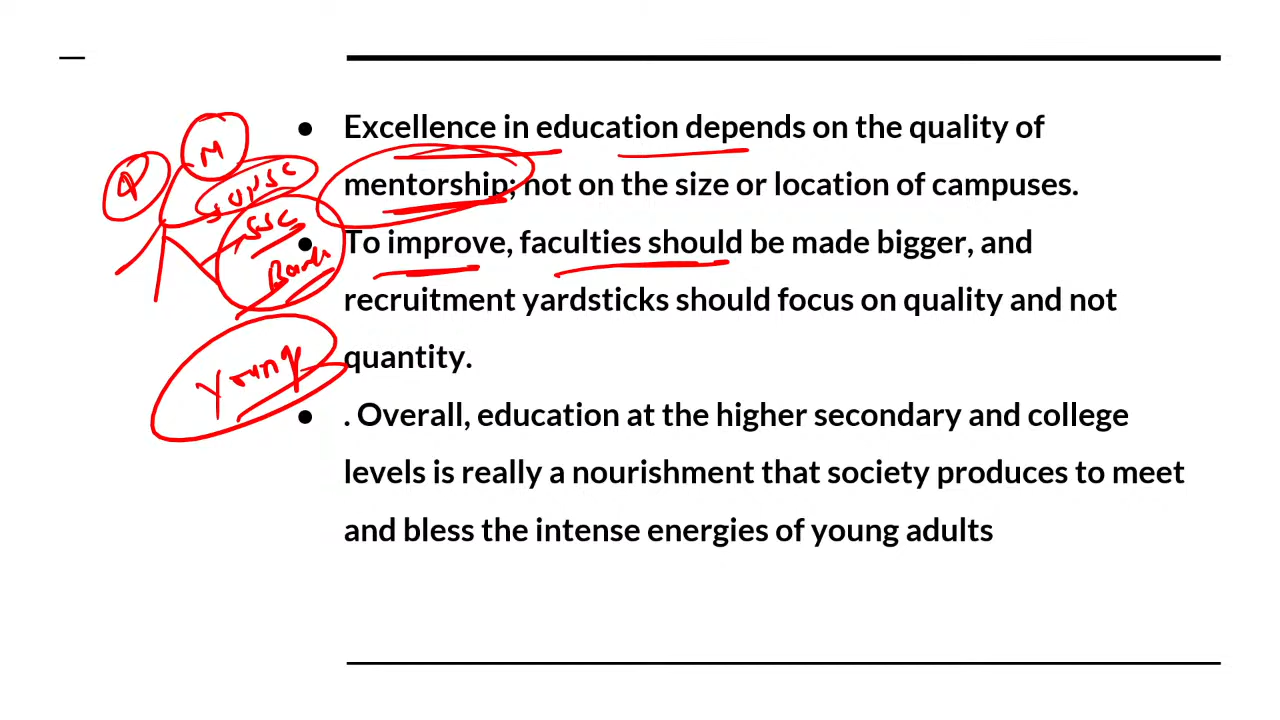 ● Excellence in education depends on the quality of
mentorship; not on the size or location of campuses.
● To improve, faculties should be made bigger, and
recruitment yardsticks should focus on quality and not
quantity.
● . Overall, education at the higher secondary and college
levels is really a nourishment that society produces to meet
and bless the intense energies of young adults
M
UPSC
SSC
Bank
Young